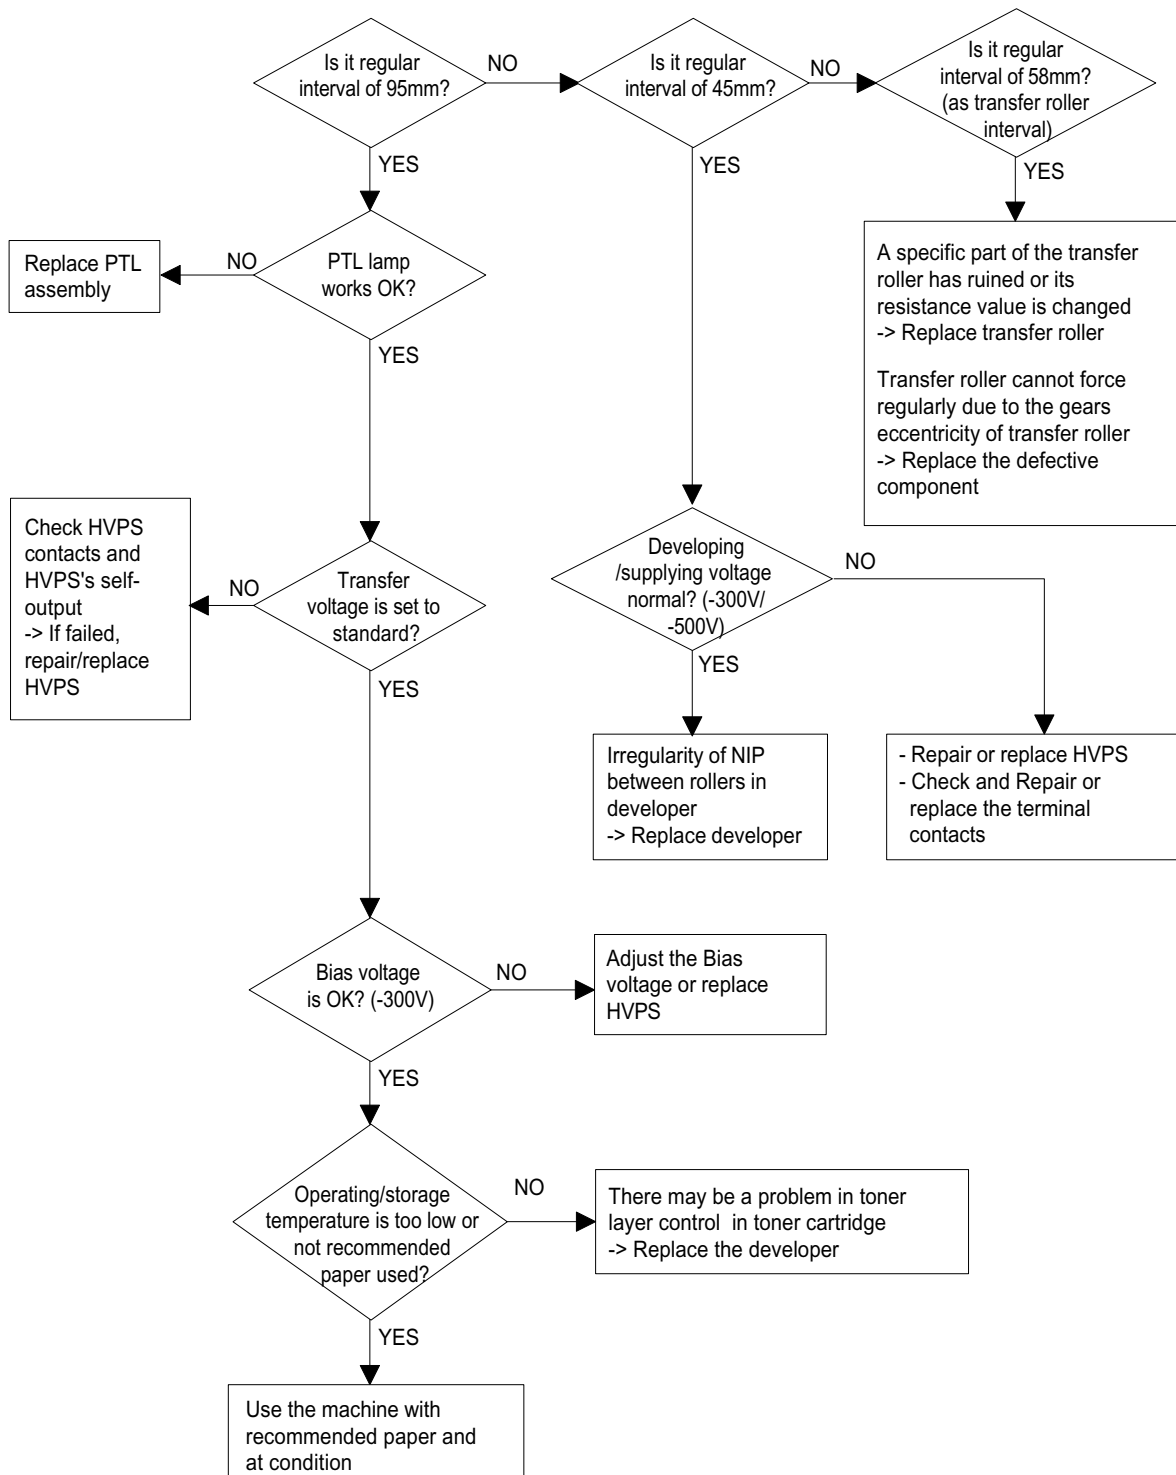 Is it regular
interval of 95mm?
NO
Is it regular
interval of 45mm?
NO
Is it regular
interval of 58mm?
(as transfer roller
interval)
YES
YES
YES
Replace PTL
assembly
NO
PTL lamp
works OK?
YES
A specific part of the transfer
roller has ruined or its
resistance value is changed
-> Replace transfer roller
Transfer roller cannot force
regularly due to the gears
eccentricity of transfer roller
-> Replace the defective
component
Check HVPS
contacts and
HVPS's self-
output
-> If failed,
repair/replace
HVPS
NO
Transfer
voltage is set to
standard?
YES
Developing
/supplying voltage
normal? (-300V/
-500V)
NO
YES
Irregularity of NIP
between rollers in
developer
-> Replace developer
- Repair or replace HVPS
- Check and Repair or
replace the terminal
contacts
Bias voltage
is OK? (-300V)
NO
Adjust the Bias
voltage or replace
HVPS
YES
Operating/storage
temperature is too low or
not recommended
paper used?
NO
There may be a problem in toner
layer control in toner cartridge
-> Replace the developer
YES
Use the machine with
recommended paper and
at condition